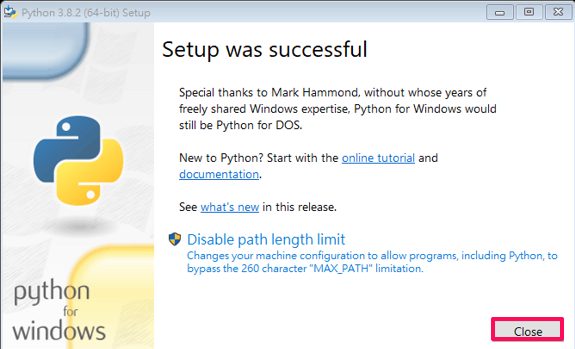 Python 3.8.2 (64-bit) Setup
Setup was successful
Special thanks to Mark Hammond, without whose years of
freely shared Windows expertise, Python for Windows would
still be Python for DOS.
New to Python? Start with the online tutorial and
documentation.
See what's new in this release.
Disable path length limit
Changes your machine configuration to allow programs, including Python, to
bypass the 260 character "MAX_PATH" limitation.
python
for
windows
Close